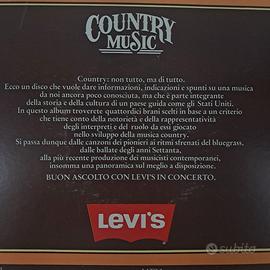 COUNTRY
MUSIC
Country: non tutto, ma di tutto.
Ecco un disco che vuole dare informazioni, indicazioni e spunti su una musica
da noi ancora poco conosciuta, ma che è parte integrante
della storia e della cultura di un paese guida come gli Stati Uniti.
In questo album troverete quattordici brani scelti in base a un criterio
che tiene conto della notorietà e della rappresentatività
degli interpreti e del ruolo da essi giocato
nello sviluppo della musica country.
Si passa dunque dalle canzoni dei pionieri ai ritmi sfrenati del bluegrass,
dalle ballate degli anni Settanta,
alla più recente produzione dei musicisti contemporanei,
insomma una panoramica sul meglio a disposizione.
BUON ASCOLTO CON LEVI'S IN CONCERTO.
LEVI'S
subito